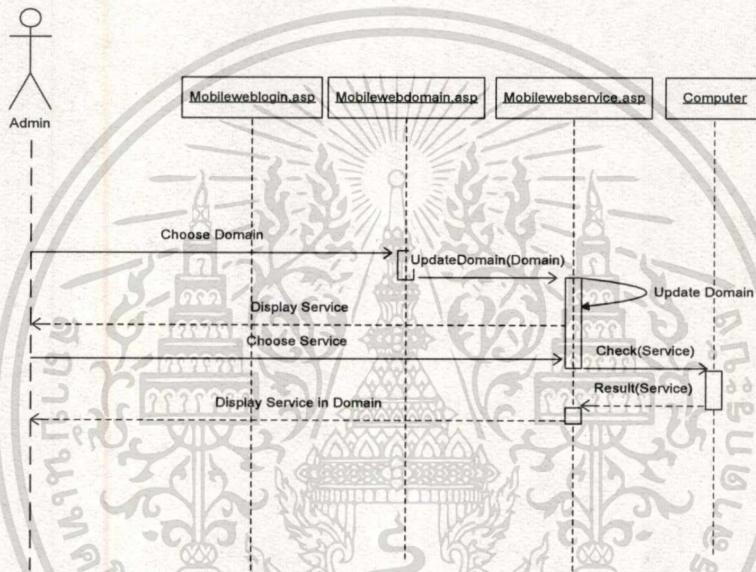 Admin
Mobileweblogin.asp
Mobilewebdomain.asp
Mobilewebservice.asp
Computer
Choose Domain
UpdateDomain(Domain)
Update Domain
Display Service
Choose Service
Check(Service)
Result(Service)
Display Service in Domain